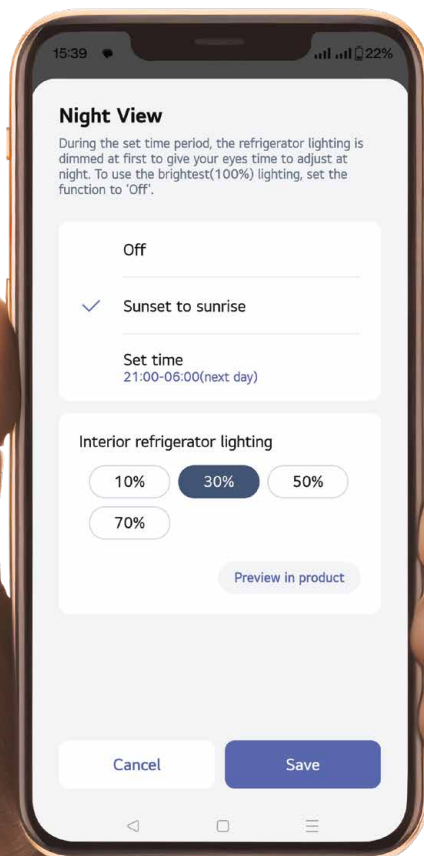 15:39 22%
Night View
During the set time period, the refrigerator lighting is
dimmed at first to give your eyes time to adjust at
night. To use the brightest(100%) lighting, set the
function to 'Off'.
Off
Sunset to sunrise
Set time
21:00-06:00(next day)
Interior refrigerator lighting
10% 30% 50%
70%
Preview in product
Cancel Save